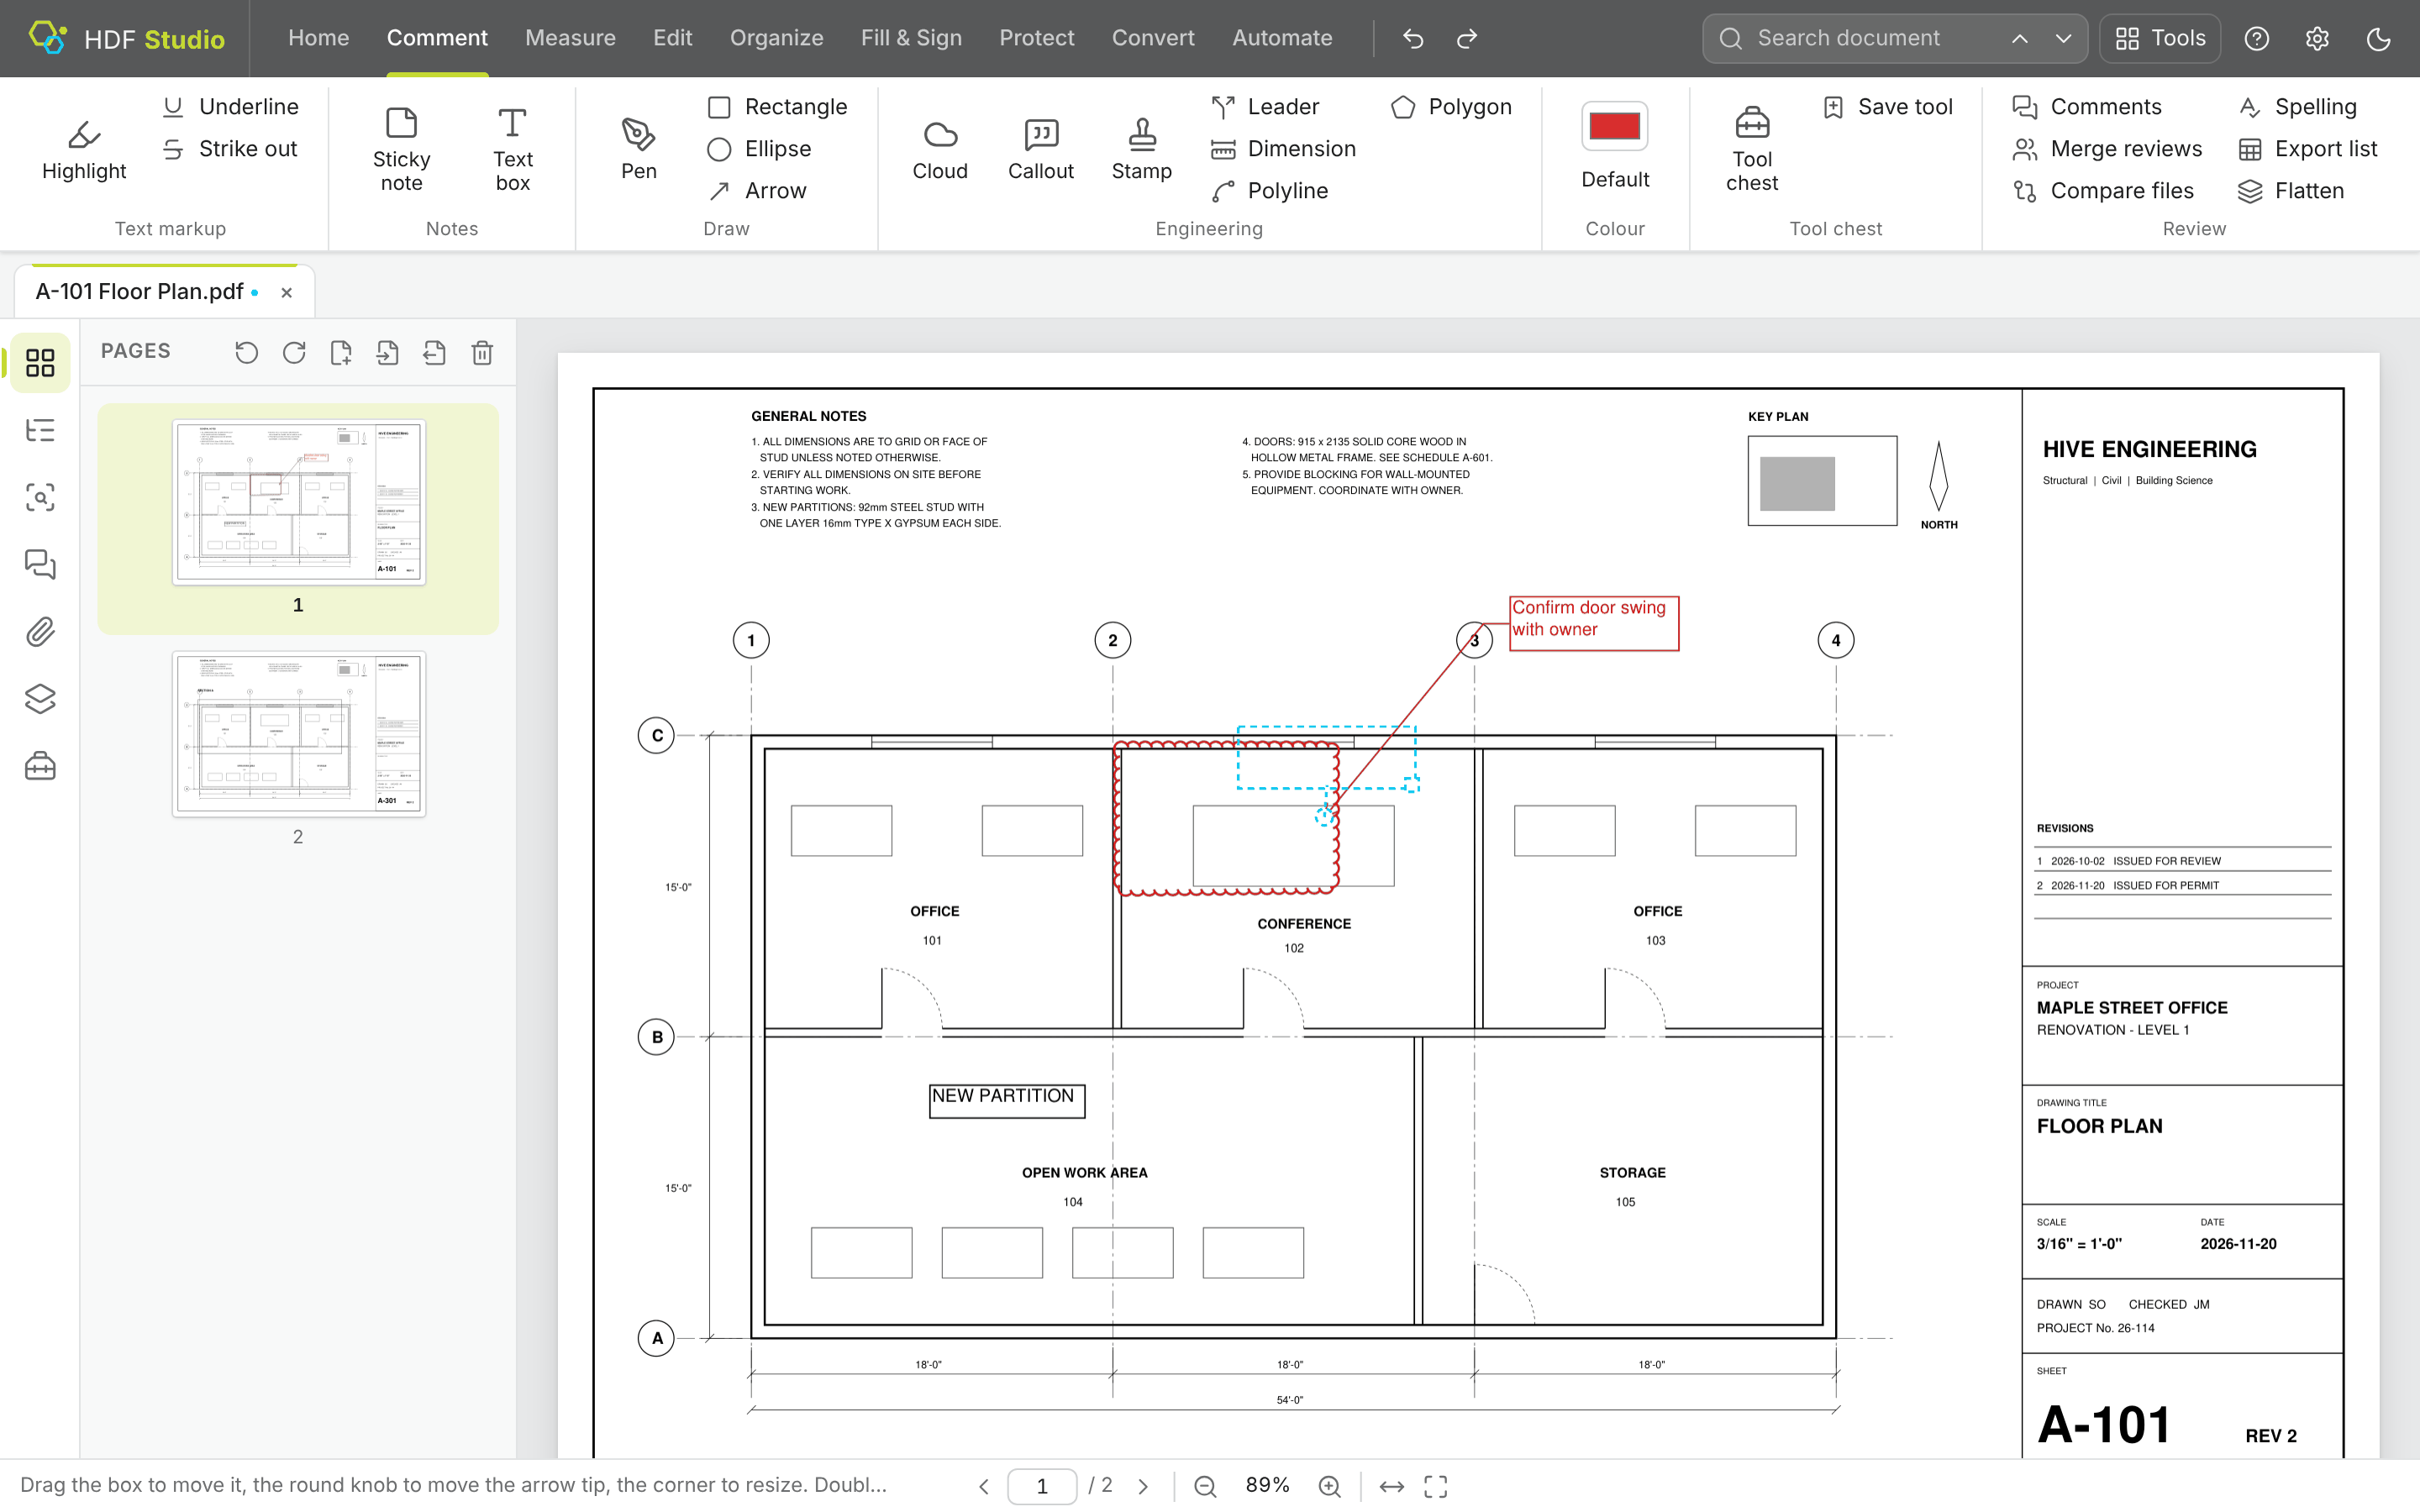 HDF Studio
Home Comment Measure Edit Organize Fill & Sign Protect Convert Automate
Search document
Tools
Highlight
Underline
Strike out
Text markup
Sticky note
Text box
Notes
Pen
Rectangle
Ellipse
Arrow
Draw
Cloud
Callout
Stamp
Leader
Dimension
Polyline
Polygon
Engineering
Default
Colour
Tool chest
Save tool
Tool chest
Comments
Merge reviews
Compare files
Spelling
Export list
Flatten
Review
A-101 Floor Plan.pdf
PAGES
A-101
1
A-301
2
GENERAL NOTES
1. ALL DIMENSIONS ARE TO GRID OR FACE OF
STUD UNLESS NOTED OTHERWISE.
2. VERIFY ALL DIMENSIONS ON SITE BEFORE
STARTING WORK.
3. NEW PARTITIONS: 92mm STEEL STUD WITH
ONE LAYER 16mm TYPE X GYPSUM EACH SIDE.
4. DOORS: 915 x 2135 SOLID CORE WOOD IN
HOLLOW METAL FRAME. SEE SCHEDULE A-601.
5. PROVIDE BLOCKING FOR WALL-MOUNTED
EQUIPMENT. COORDINATE WITH OWNER.
KEY PLAN
NORTH
HIVE ENGINEERING
Structural | Civil | Building Science
Confirm door swing
with owner
1 2 3 4
C
B
A
15'-0"
15'-0"
OFFICE
101
CONFERENCE
102
OFFICE
103
NEW PARTITION
OPEN WORK AREA
104
STORAGE
105
18'-0" 18'-0" 18'-0"
54'-0"
REVISIONS
1 2026-10-02 ISSUED FOR REVIEW
2 2026-11-20 ISSUED FOR PERMIT
PROJECT
MAPLE STREET OFFICE
RENOVATION - LEVEL 1
DRAWING TITLE
FLOOR PLAN
SCALE DATE
3/16" = 1'-0" 2026-11-20
DRAWN SO CHECKED JM
PROJECT No. 26-114
SHEET
A-101 REV 2
Drag the box to move it, the round knob to move the arrow tip, the corner to resize. Doubl...
1 / 2
89%